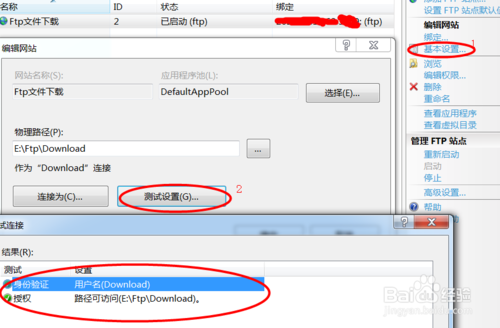 名称
ID
状态
绑定
Ftp文件下载
2
已启动 (ftp)
(ftp)
编辑网站
网站名称(S):
应用程序池(L):
Ftp文件下载
DefaultAppPool
选择(E)...
物理路径(P):
E:\Ftp\Download
...
作为“Download”连接
连接为(C)...
测试设置(G)...
2
试连接
结果(R):
测试
设置
身份验证
用户名(Download)
授权
路径可访问(E:\Ftp\Download)。
设置 FTP 站点默认值
编辑网站
绑定...
1
基本设置...
浏览
编辑权限...
删除
重命名
查看应用程序
查看虚拟目录
管理 FTP 站点
重新启动
启动
停止
高级设置...
帮助
Baidu经验